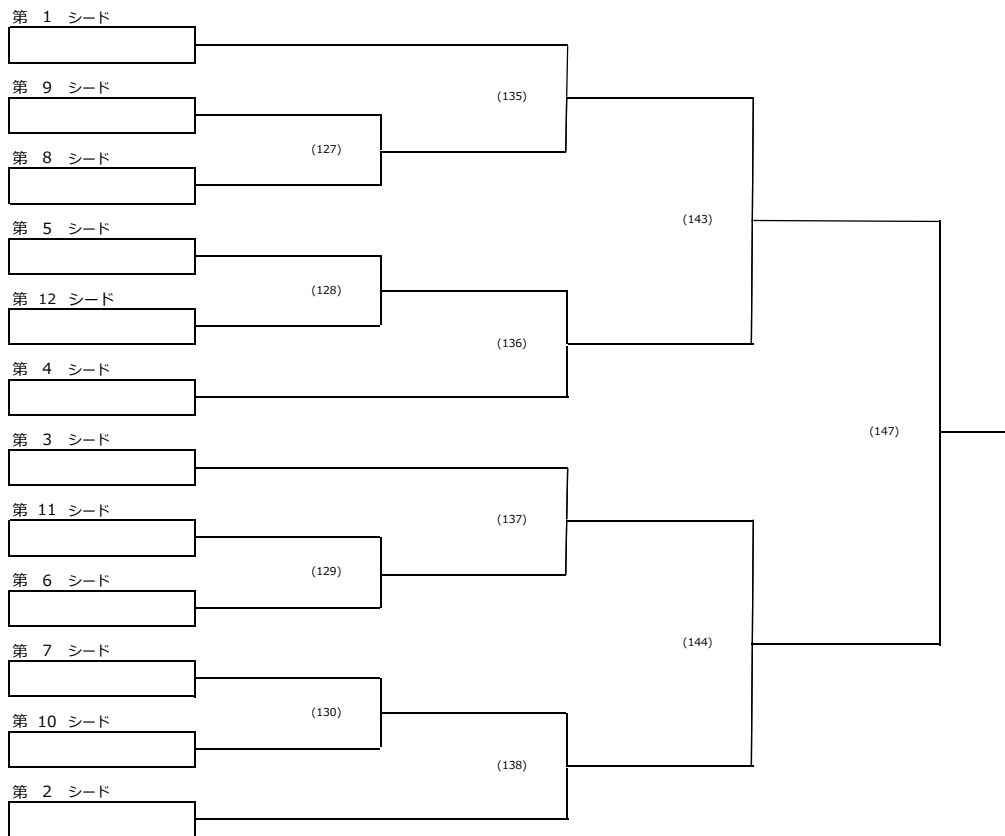 第 1 シード
第 9 シード
(135)
(127)
第 8 シード
第 5 シード
(143)
(128)
第 12 シード
(136)
第 4 シード
第 3 シード
(147)
第 11 シード
(137)
(129)
第 6 シード
第 7 シード
(144)
(130)
第 10 シード
(138)
第 2 シード